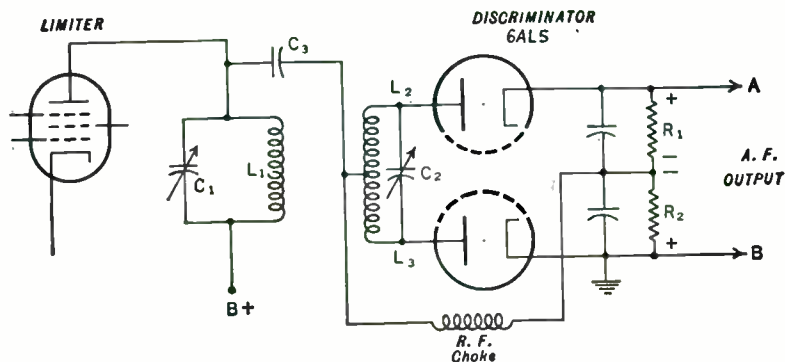 LIMITER
DISCRIMINATOR
6AL5
C3
L2
A
+
R1
C1
L1
C2
A. F.
OUTPUT
R2
L3
+
B
B+
R. F.
Choke